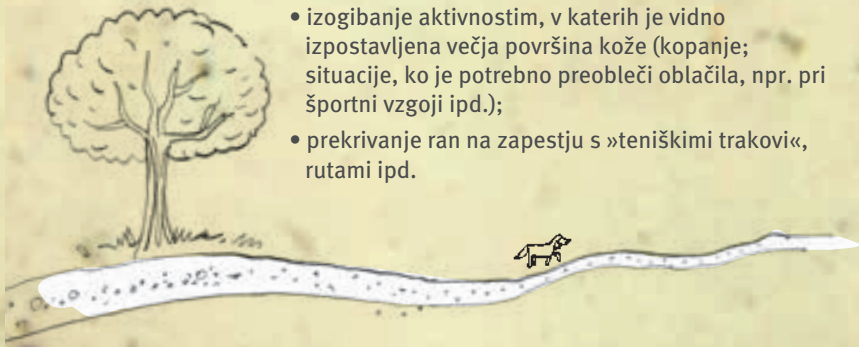 • izogibanje aktivnostim, v katerih je vidno
izpostavljena večja površina kože (kopanje;
situacije, ko je potrebno preobleči oblačila, npr. pri
športni vzgoji ipd.);
• prekrivanje ran na zapestju s »teniškimi trakovi«,
rutami ipd.